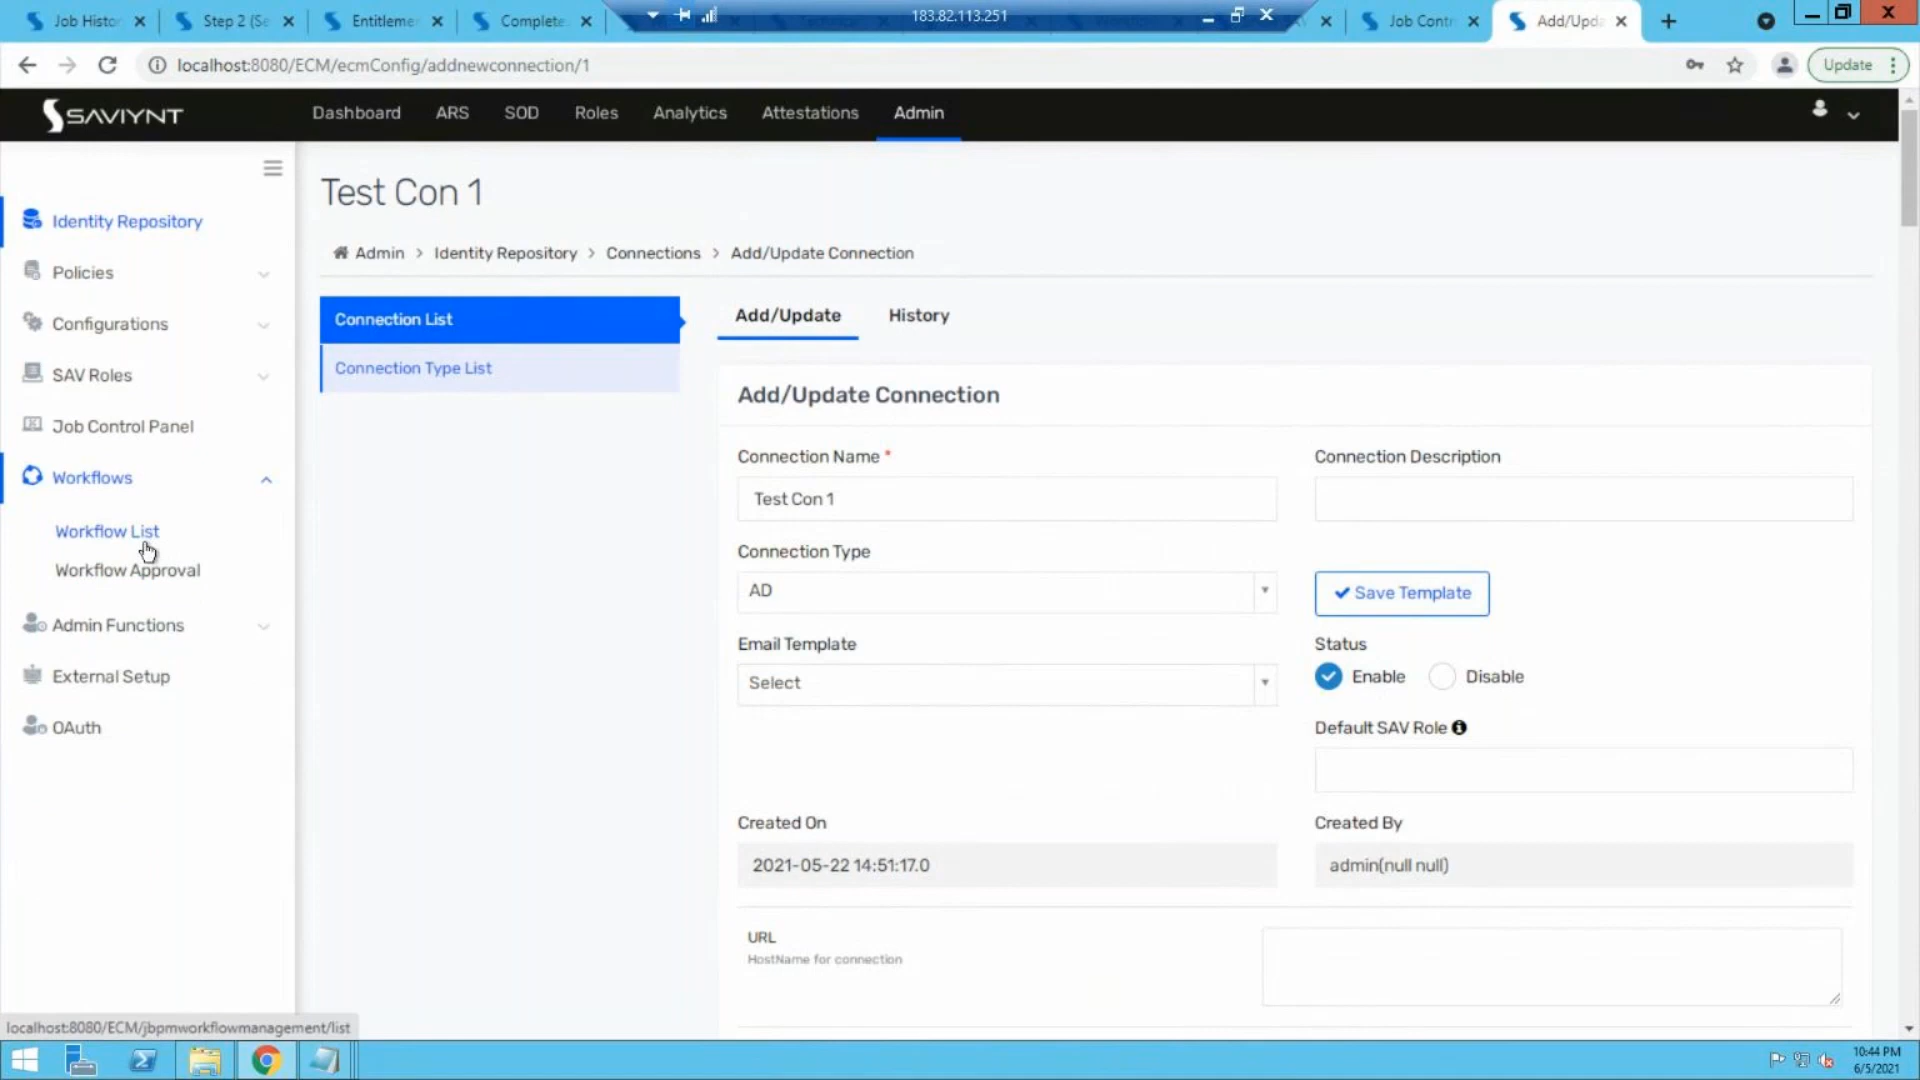 Job Histor
Step 2 (Se
Entitleme
Complete
183.82.113.251
Job Contr
Add/Upda
localhost:8080/ECM/ecmConfig/addnewconnection/1
Update
SAVIYNT
Dashboard ARS SOD Roles Analytics Attestations Admin
Identity Repository
Policies
Configurations
SAV Roles
Job Control Panel
Workflows
Workflow List
Workflow Approval
Admin Functions
External Setup
OAuth
Test Con 1
Admin > Identity Repository > Connections > Add/Update Connection
Connection List
Connection Type List
Add/Update History
Add/Update Connection
Connection Name *
Connection Description
Test Con 1
Connection Type
AD
Save Template
Email Template
Status
Select
Enable Disable
Default SAV Role
Created On
Created By
2021-05-22 14:51:17.0
admin(null null)
URL
HostName for connection
localhost:8080/ECM/jbpmworkflowmanagement/list
10:44 PM
6/5/2021